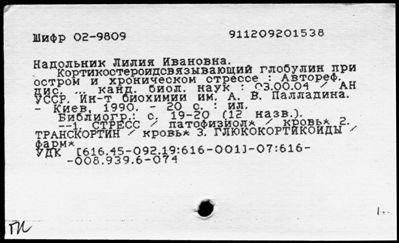 Шифр 02-9809 911209201538
Надольник Лилия Ивановна.
Кортикостероидсвязывающий глобулин при
остром и хроническом стрессе : Автореф.
дис. ... канд. биол. наук : 03.00.04 / АН
УССР. Ин-т биохимии им. А. В. Палладина.
Киев, 1990. - 20 с. : ил.
Библиогр.: с. 19-20 (12 назв.).
--1. СТРЕСС / патофизиол* / кровь* 2.
ТРАНСКОРТИН / кровь* 3. ГЛЮКОКОРТИКОИДЫ /
фарм*
УДК [616.45-092.19:616-001]-07:616-
-008.939.6-074